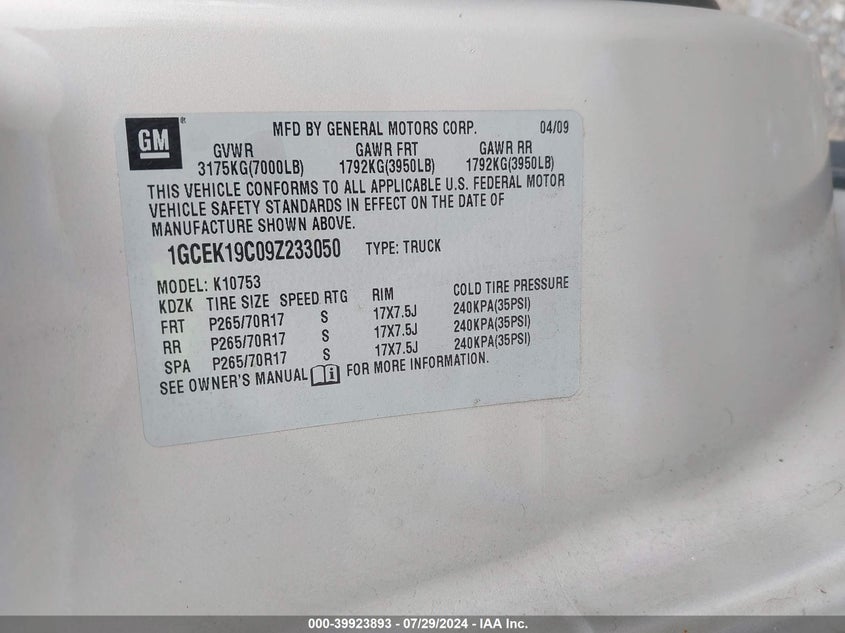 GM
®
MFD BY GENERAL MOTORS CORP. 04/09
GVWR GAWR FRT GAWR RR
3175KG(7000LB) 1792KG(3950LB) 1792KG(3950LB)
THIS VEHICLE CONFORMS TO ALL APPLICABLE U.S. FEDERAL MOTOR
VEHICLE SAFETY STANDARDS IN EFFECT ON THE DATE OF
MANUFACTURE SHOWN ABOVE.
1GCEK19C09Z233050 TYPE: TRUCK
MODEL: K10753
KDZK TIRE SIZE SPEED RTG RIM COLD TIRE PRESSURE
FRT P265/70R17 S 17X7.5J 240KPA(35PSI)
RR P265/70R17 S 17X7.5J 240KPA(35PSI)
SPA P265/70R17 S 17X7.5J 240KPA(35PSI)
SEE OWNER'S MANUAL i FOR MORE INFORMATION.
000-39923893 / 07/29/2024 - IAA Inc.